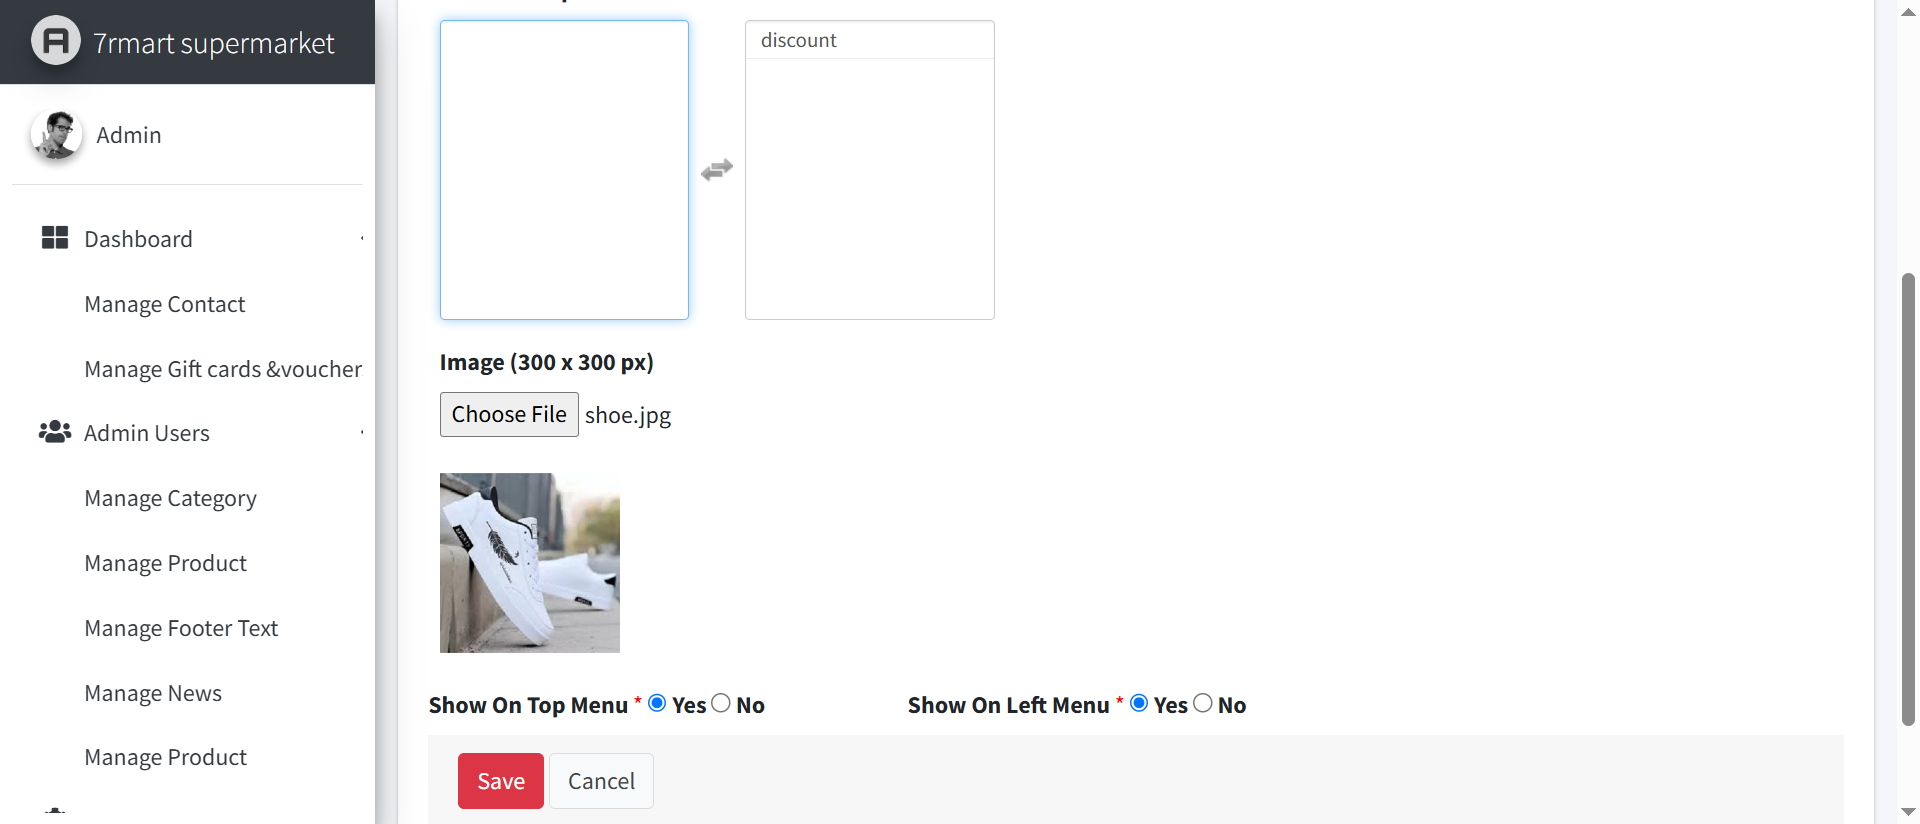 7rmart supermarket
Admin
Dashboard
Manage Contact
Manage Gift cards &voucher
Admin Users
Manage Category
Manage Product
Manage Footer Text
Manage News
Manage Product
discount
Image (300 x 300 px)
Choose File shoe.jpg
Show On Top Menu * Yes No
Show On Left Menu * Yes No
Save Cancel